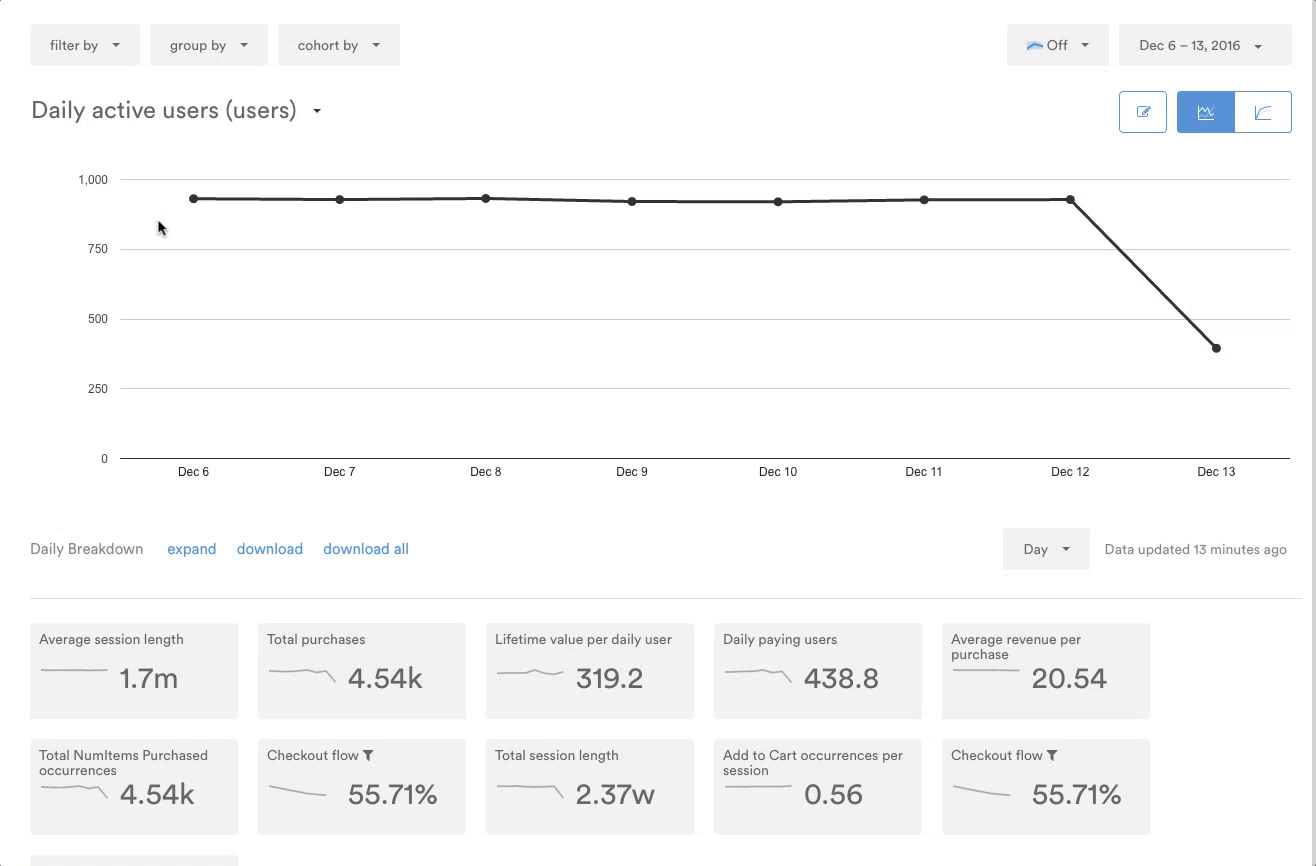 filter by
group by
cohort by
Off
Dec 6 – 13, 2016
Daily active users (users)
1,000
750
500
250
0
Dec 6
Dec 7
Dec 8
Dec 9
Dec 10
Dec 11
Dec 12
Dec 13
Daily Breakdown
expand
download
download all
Day
Data updated 13 minutes ago
Average session length
1.7m
Total purchases
4.54k
Lifetime value per daily user
319.2
Daily paying users
438.8
Average revenue per
purchase
20.54
Total NumItems Purchased
occurrences
4.54k
Checkout flow
55.71%
Total session length
2.37w
Add to Cart occurrences per
session
0.56
Checkout flow
55.71%